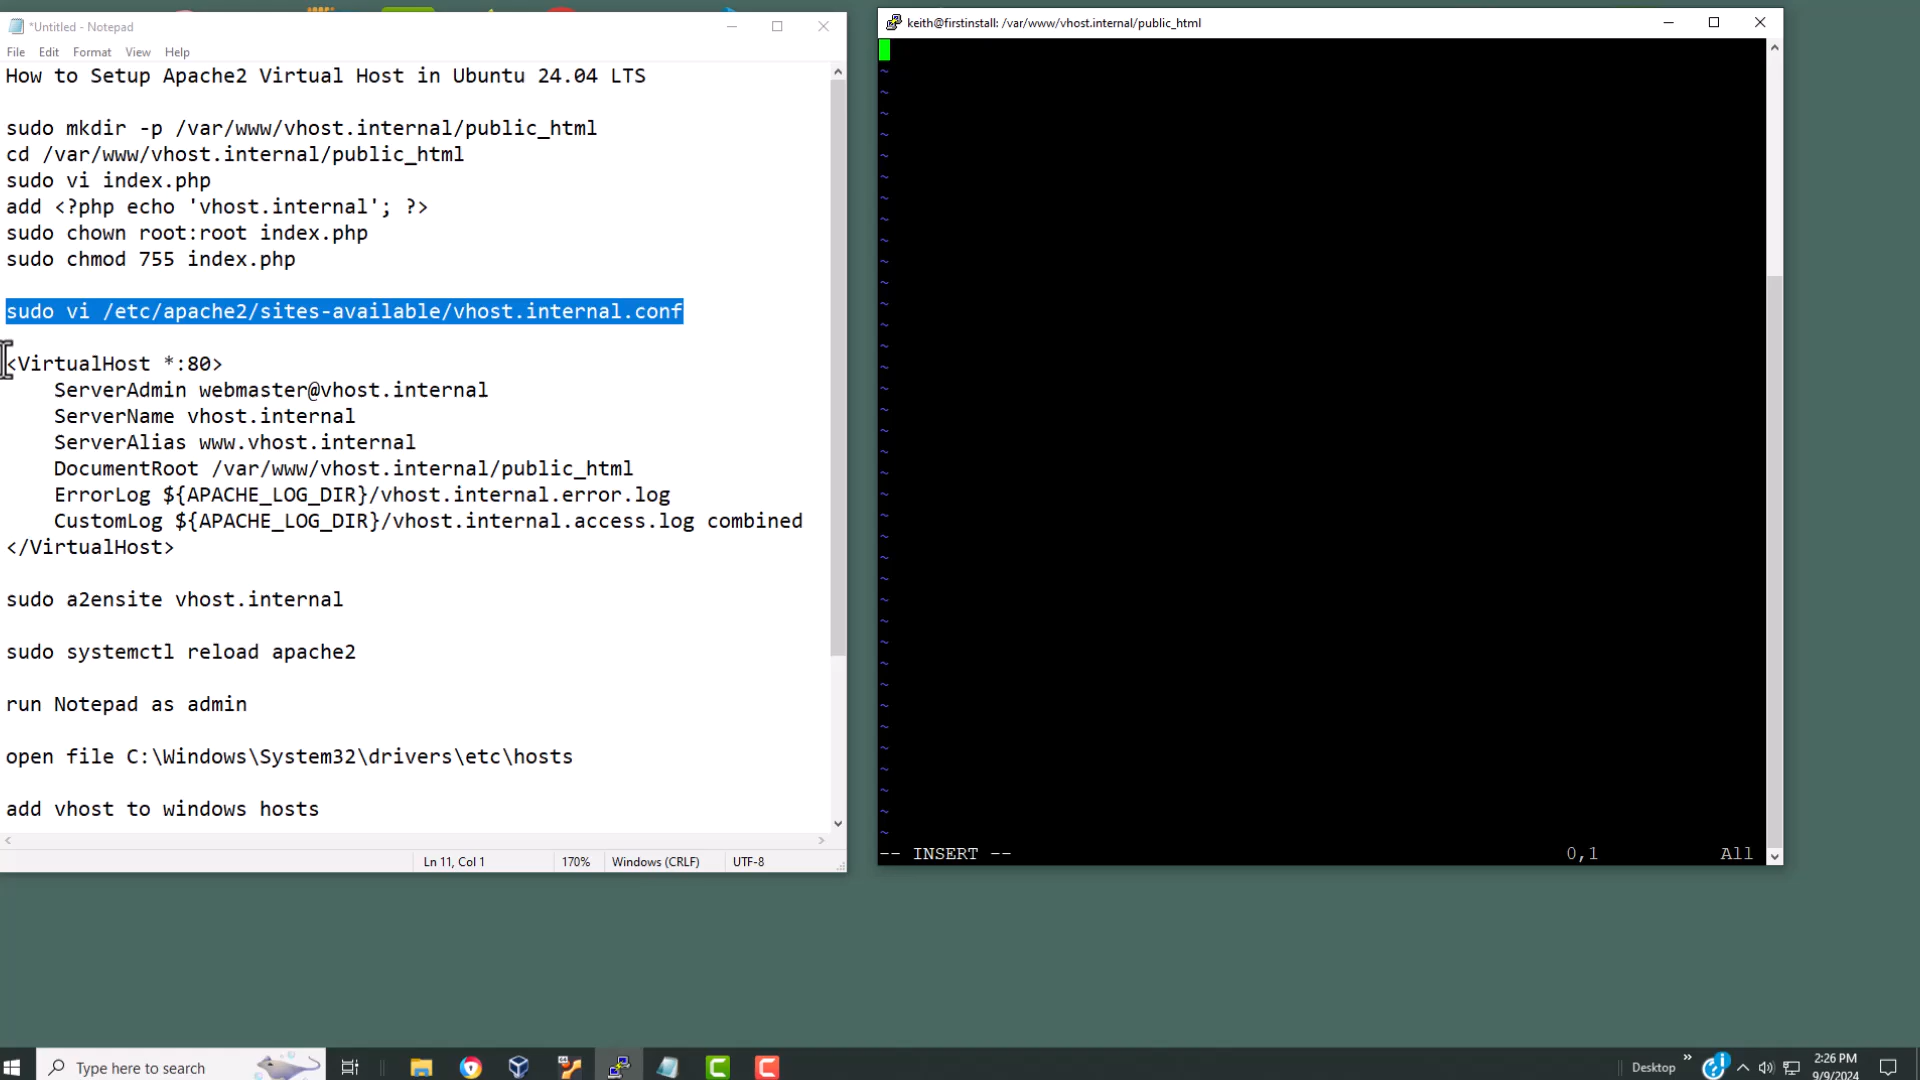 *Untitled - Notepad
File Edit Format View Help
How to Setup Apache2 Virtual Host in Ubuntu 24.04 LTS
sudo mkdir -p /var/www/vhost.internal/public_html
cd /var/www/vhost.internal/public_html
sudo vi index.php
add <?php echo 'vhost.internal'; ?>
sudo chown root:root index.php
sudo chmod 755 index.php
sudo vi /etc/apache2/sites-available/vhost.internal.conf
<VirtualHost *:80>
ServerAdmin webmaster@vhost.internal
ServerName vhost.internal
ServerAlias www.vhost.internal
DocumentRoot /var/www/vhost.internal/public_html
ErrorLog ${APACHE_LOG_DIR}/vhost.internal.error.log
CustomLog ${APACHE_LOG_DIR}/vhost.internal.access.log combined
</VirtualHost>
sudo a2ensite vhost.internal
sudo systemctl reload apache2
run Notepad as admin
open file C:\Windows\System32\drivers\etc\hosts
add vhost to windows hosts
Ln 11, Col 1 170% Windows (CRLF) UTF-8
keith@firstinstall: /var/www/vhost.internal/public_html
-- INSERT -- 0,1 All
Type here to search
Desktop
2:26 PM
9/9/2024